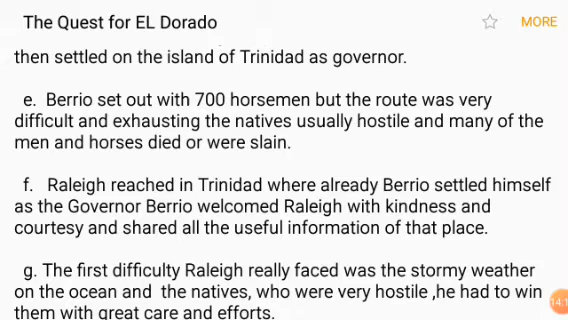 The Quest for EL Dorado
MORE
then settled on the island of Trinidad as governor.
e. Berrio set out with 700 horsemen but the route was very
difficult and exhausting the natives usually hostile and many of the
men and horses died or were slain.
f. Raleigh reached in Trinidad where already Berrio settled himself
as the Governor Berrio welcomed Raleigh with kindness and
courtesy and shared all the useful information of that place.
g. The first difficulty Raleigh really faced was the stormy weather
on the ocean and the natives, who were very hostile ,he had to win
them with great care and efforts.